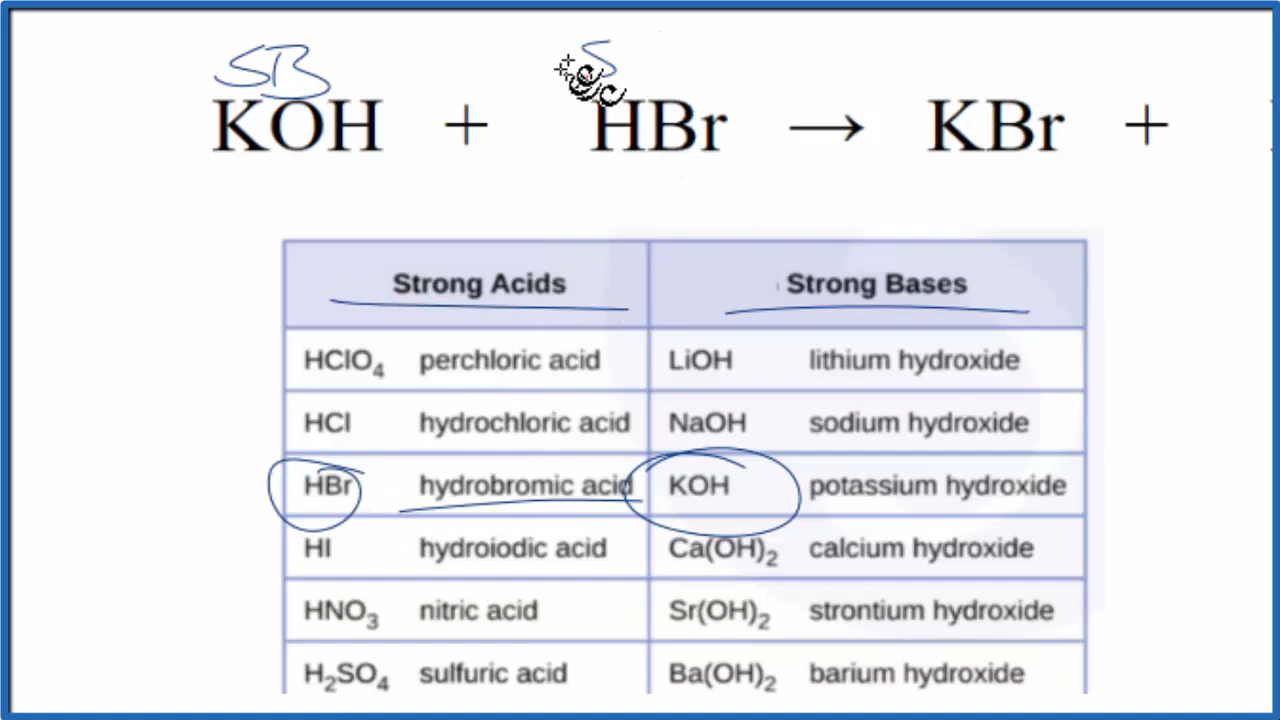 SB S
KOH + HBr → KBr +
Strong Acids Strong Bases
HClO₄ perchloric acid LiOH lithium hydroxide
HCl hydrochloric acid NaOH sodium hydroxide
HBr hydrobromic acid KOH potassium hydroxide
HI hydroiodic acid Ca(OH)₂ calcium hydroxide
HNO₃ nitric acid Sr(OH)₂ strontium hydroxide
H₂SO₄ sulfuric acid Ba(OH)₂ barium hydroxide